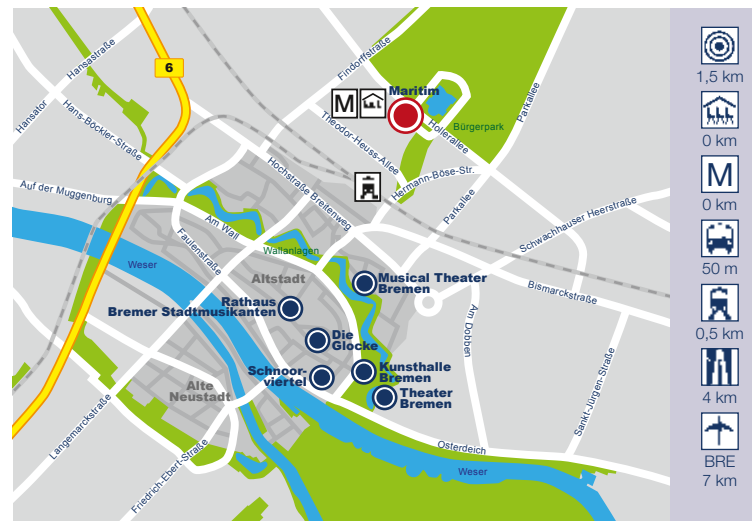 Hansastraße
6
Findorffstraße
Maritim
M
Parkallee
1,5 km
Hansator
Hans-Böckler-Straße
Theodor-Heuss-Allee
Hollerallee
Bürgerpark
0 km
M
0 km
Hochstraße Breitenweg
Hermann-Böse-Str.
Auf der Muggenburg
Parkallee
Am Wall
Faulenstraße
Schwachhauser Heerstraße
Wallanlagen
50 m
Weser
Altstadt
Musical Theater
Bremen
Bismarckstraße
Rathaus
Bremer Stadtmusikanten
Am Dobben
Die
Glocke
0,5 km
Schnoor-
viertel
Kunsthalle
Bremen
Sankt-Jürgen-Straße
Alte
Neustadt
Theater
Bremen
4 km
Langemarckstraße
Osterdeich
Friedrich-Ebert-Straße
Weser
BRE
7 km